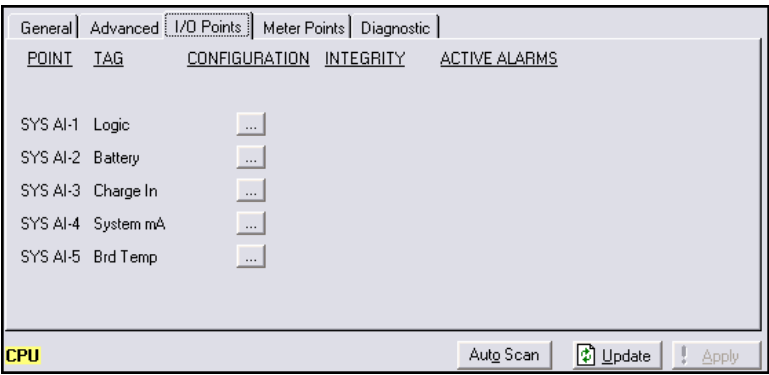 General Advanced I/O Points Meter Points Diagnostic
POINT TAG CONFIGURATION INTEGRITY ACTIVE ALARMS
SYS AI-1 Logic ...
SYS AI-2 Battery ...
SYS AI-3 Charge In ...
SYS AI-4 System mA ...
SYS AI-5 Brd Temp ...
CPU Auto Scan Update ! Apply